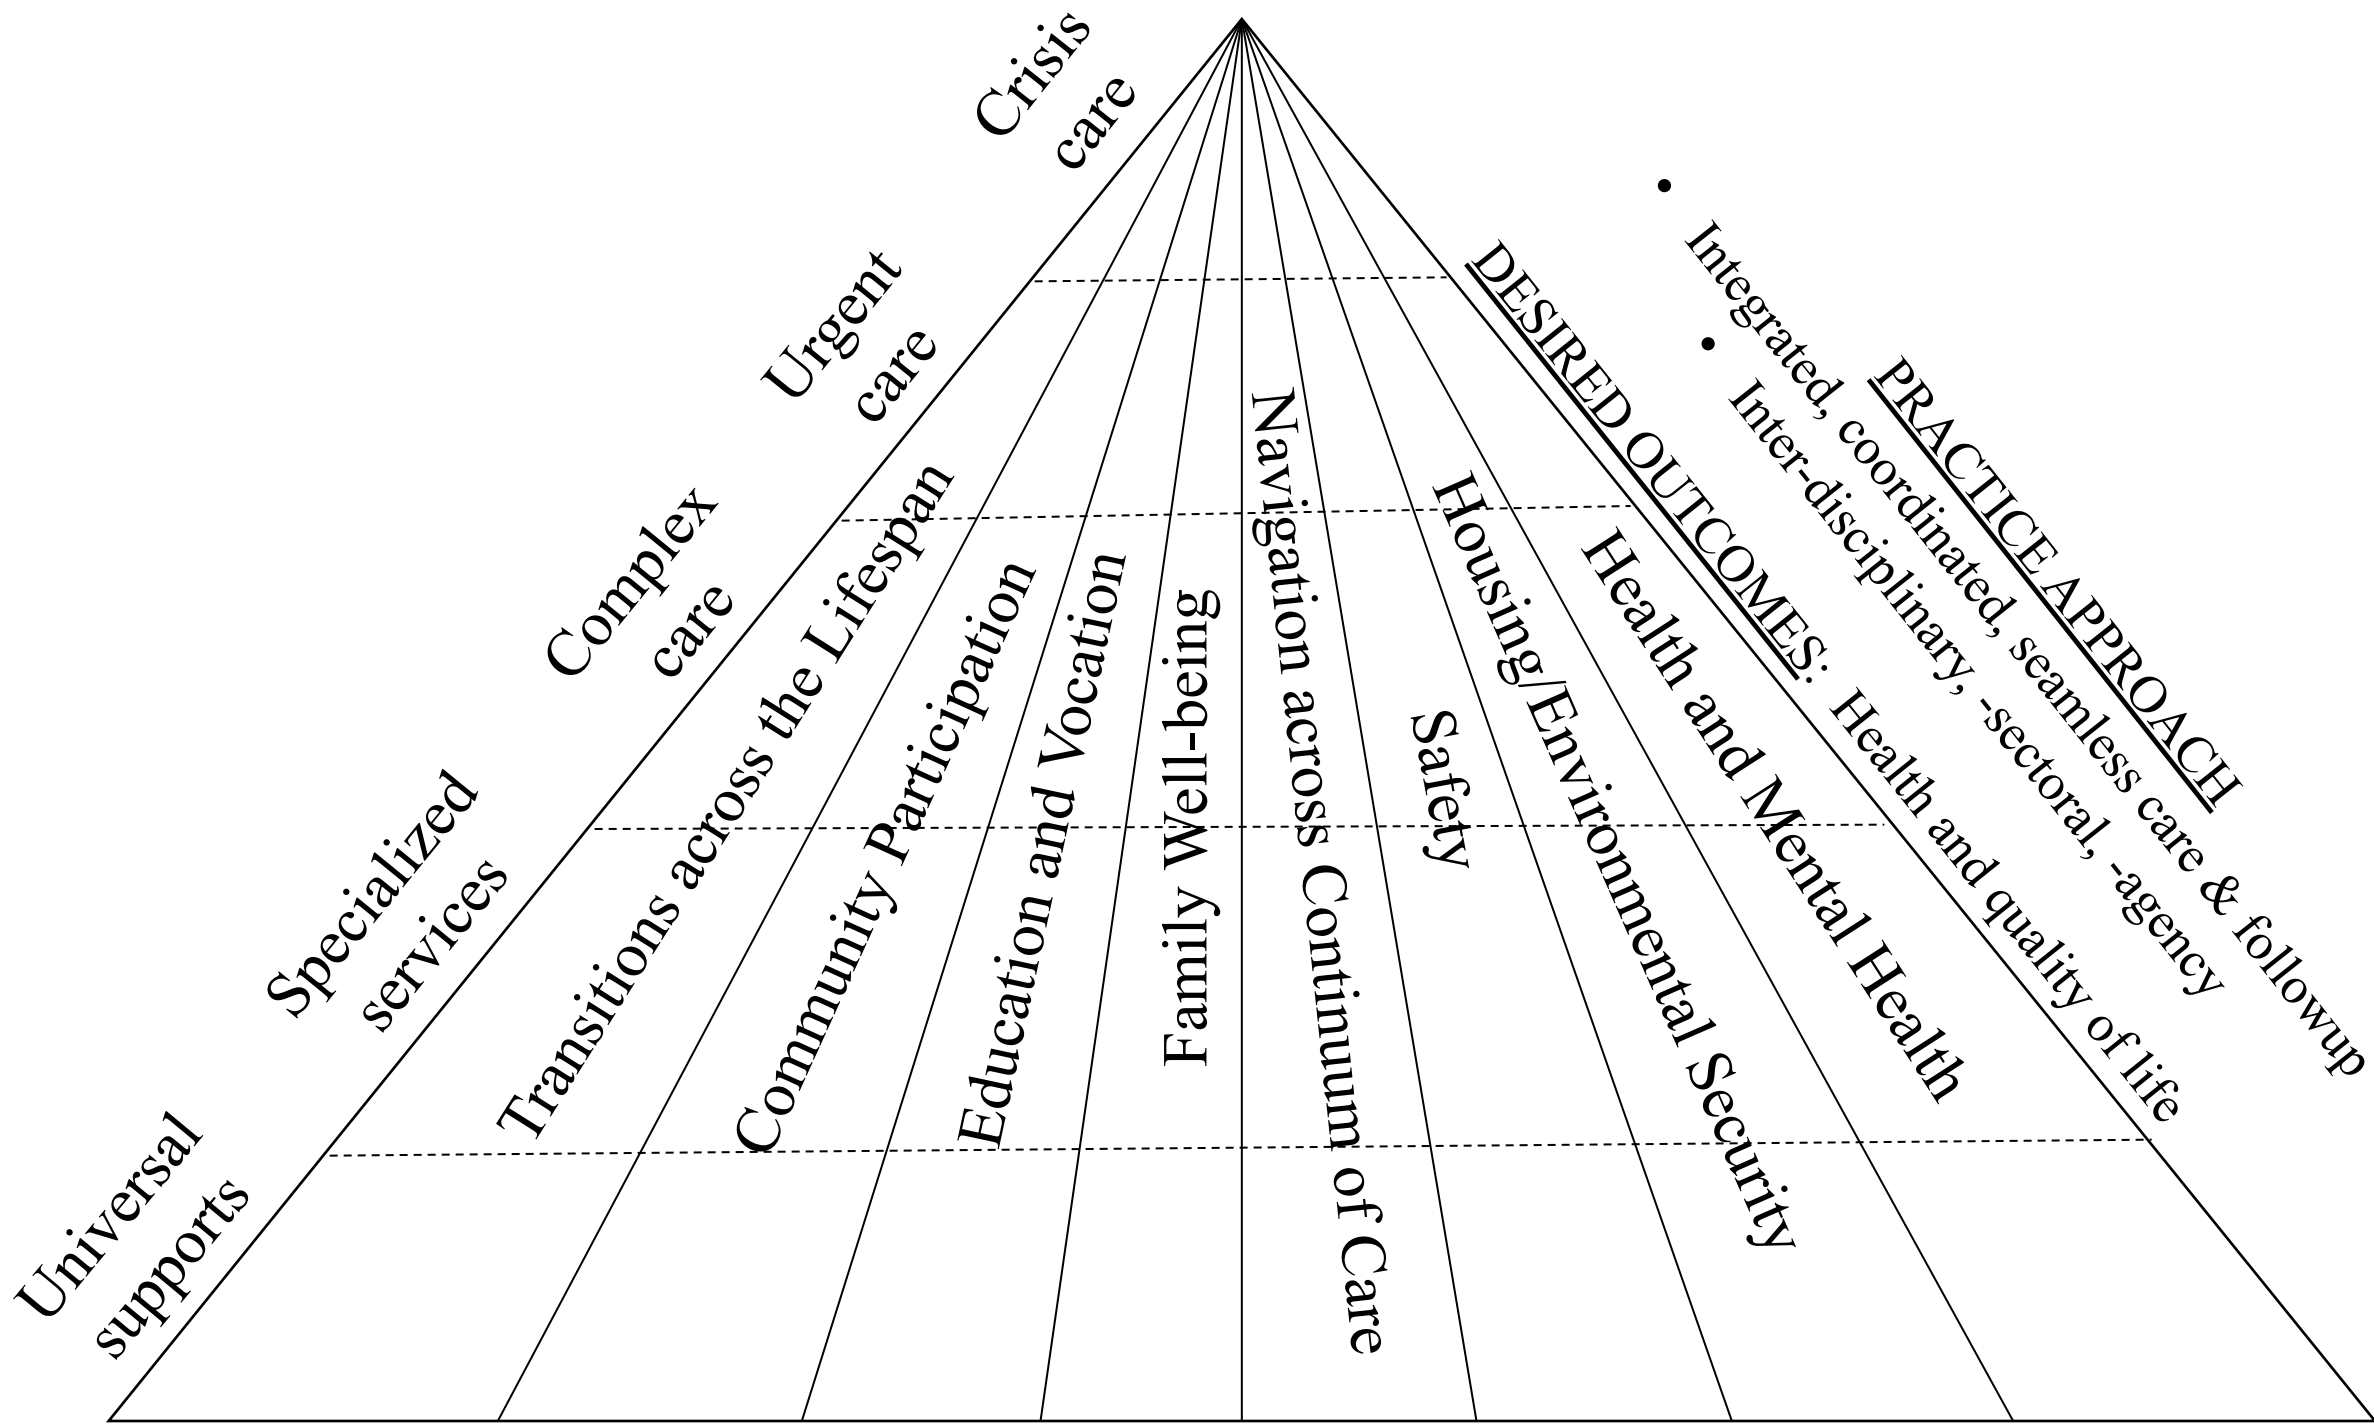 Crisis
care
Urgent
care
Complex
care
Specialized
services
Universal
supports
Transitions across the Lifespan
Community Participation
Education and Vocation
Family Well-being
Navigation across Continuum of Care
Safety
Housing/Environmental Security
Health and Mental Health
DESIRED OUTCOMES: Health and quality of life
PRACTICE APPROACH
• Integrated, coordinated, seamless care & followup
• Inter-disciplinary, -sectoral, -agency